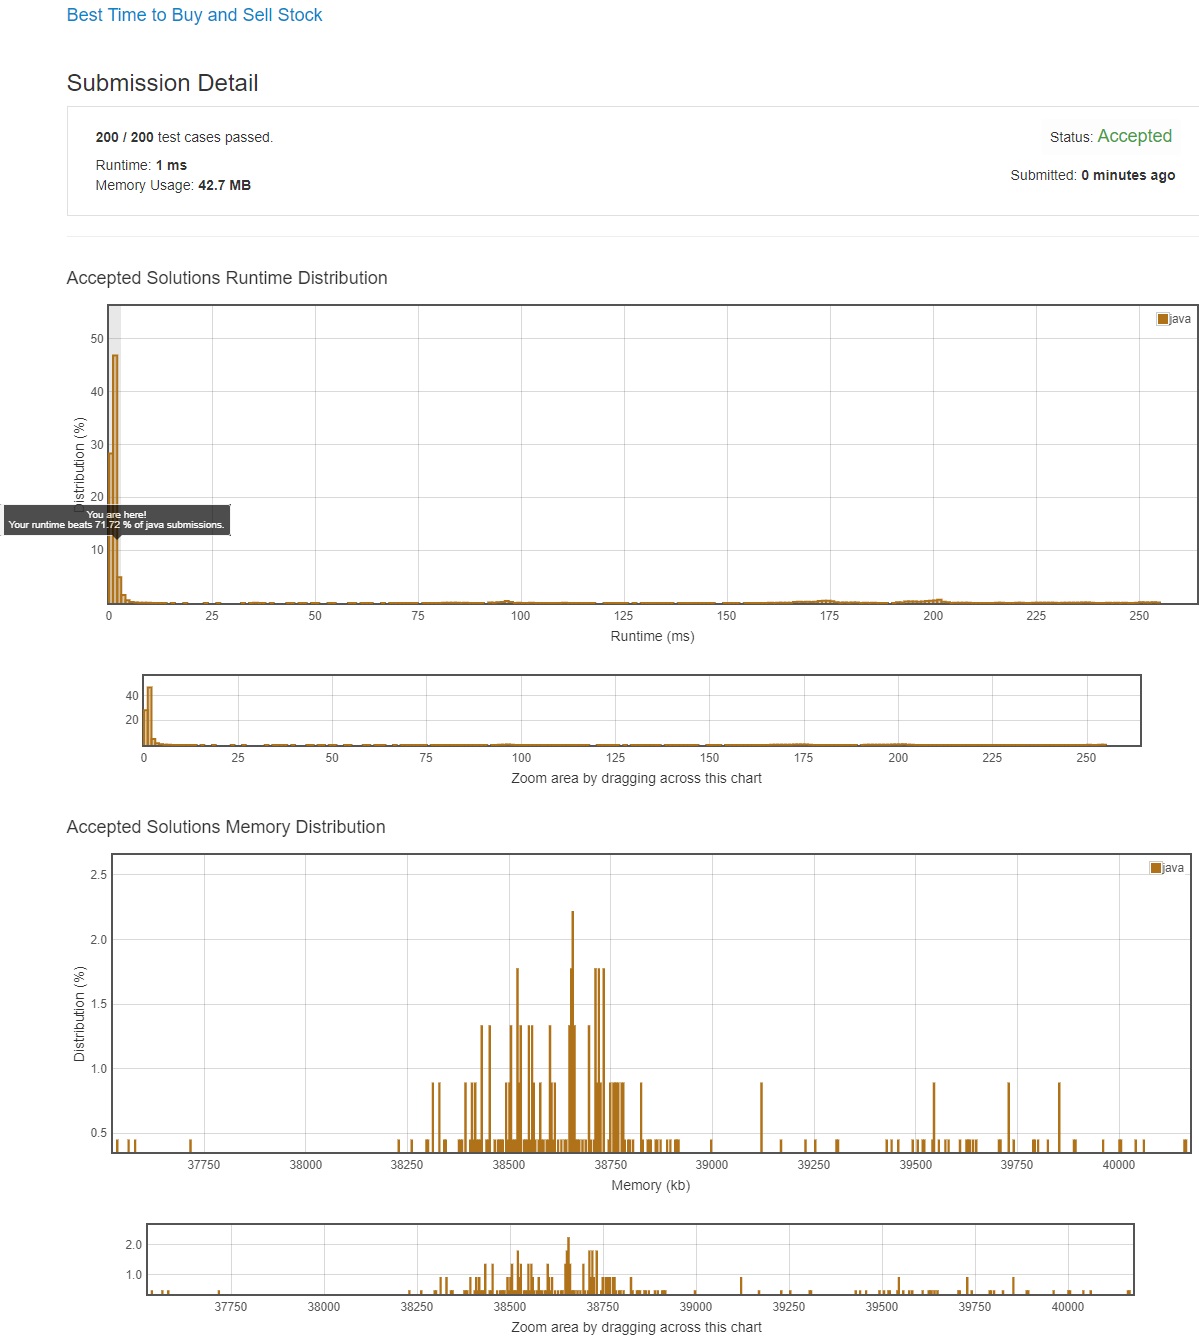 Best Time to Buy and Sell Stock
Submission Detail
200 / 200 test cases passed.
Status: Accepted
Runtime: 1 ms
Memory Usage: 42.7 MB
Submitted: 0 minutes ago
Accepted Solutions Runtime Distribution
java
50
40
30
20
10
Distribution (%)
You are here!
Your runtime beats 71.72 % of java submissions.
0 25 50 75 100 125 150 175 200 225 250
Runtime (ms)
40
20
0 25 50 75 100 125 150 175 200 225 250
Zoom area by dragging across this chart
Accepted Solutions Memory Distribution
java
2.5
2.0
1.5
1.0
0.5
Distribution (%)
37750 38000 38250 38500 38750 39000 39250 39500 39750 40000
Memory (kb)
2.0
1.0
37750 38000 38250 38500 38750 39000 39250 39500 39750 40000
Zoom area by dragging across this chart